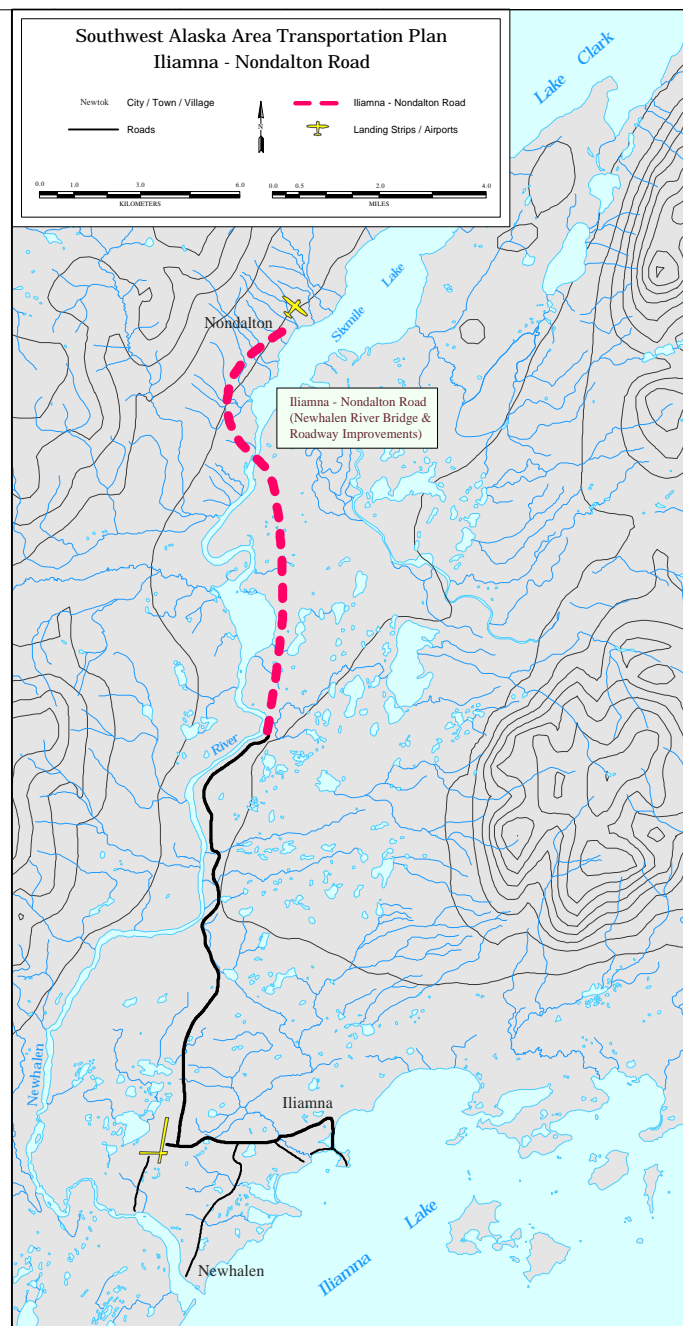 Southwest Alaska Area Transportation Plan
Iliamna - Nondalton Road
Newtok City / Town / Village
Roads
N
Iliamna - Nondalton Road
Landing Strips / Airports
0.0 1.0 3.0 6.0
KILOMETERS
0.0 0.5 2.0 4.0
MILES
Lake Clark
Sixmile Lake
Nondalton
Iliamna - Nondalton Road
(Newhalen River Bridge &
Roadway Improvements)
River
Newhalen
Iliamna
Iliamna Lake
Newhalen